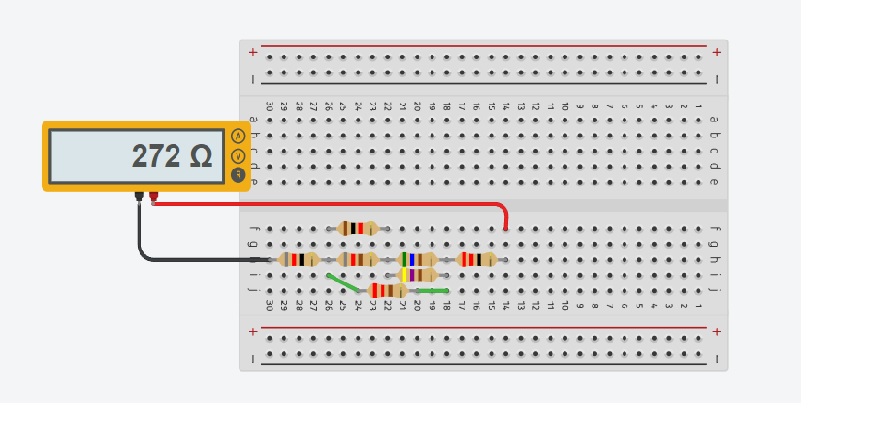 272 Ω
A
V
R
+ +
— —
30 29 28 27 26 25 24 23 22 21 20 19 18 17 16 15 14 13 12 11 10 9 8 7 6 5 4 3 2 1
a a
b b
c c
d d
e e
f f
g g
h h
i i
j j
30 29 28 27 26 25 24 23 22 21 20 19 18 17 16 15 14 13 12 11 10 9 8 7 6 5 4 3 2 1
+ +
— —